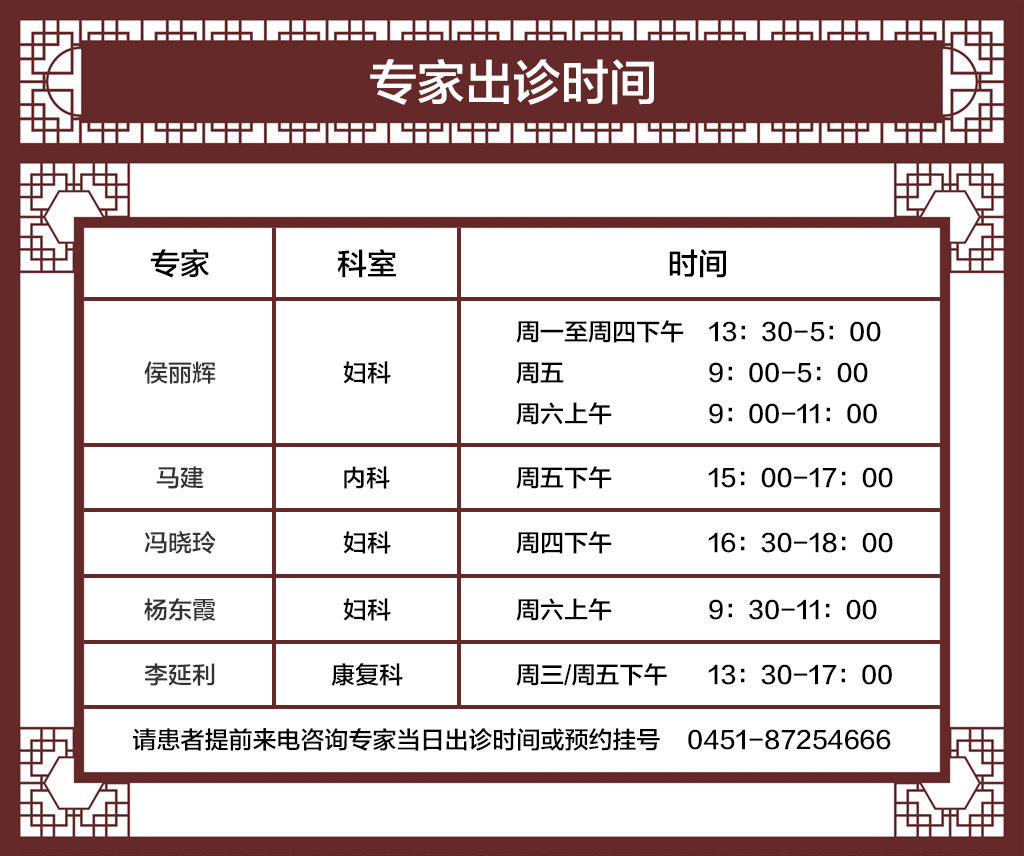 专家出诊时间
专家 科室 时间
侯丽辉 妇科 周一至周四下午 13：30-5：00
周五 9：00-5：00
周六上午 9：00-11：00
马建 内科 周五下午 15：00-17：00
冯晓玲 妇科 周四下午 16：30-18：00
杨东霞 妇科 周六上午 9：30-11：00
李延利 康复科 周三/周五下午 13：30-17：00
请患者提前来电咨询专家当日出诊时间或预约挂号 0451-87254666